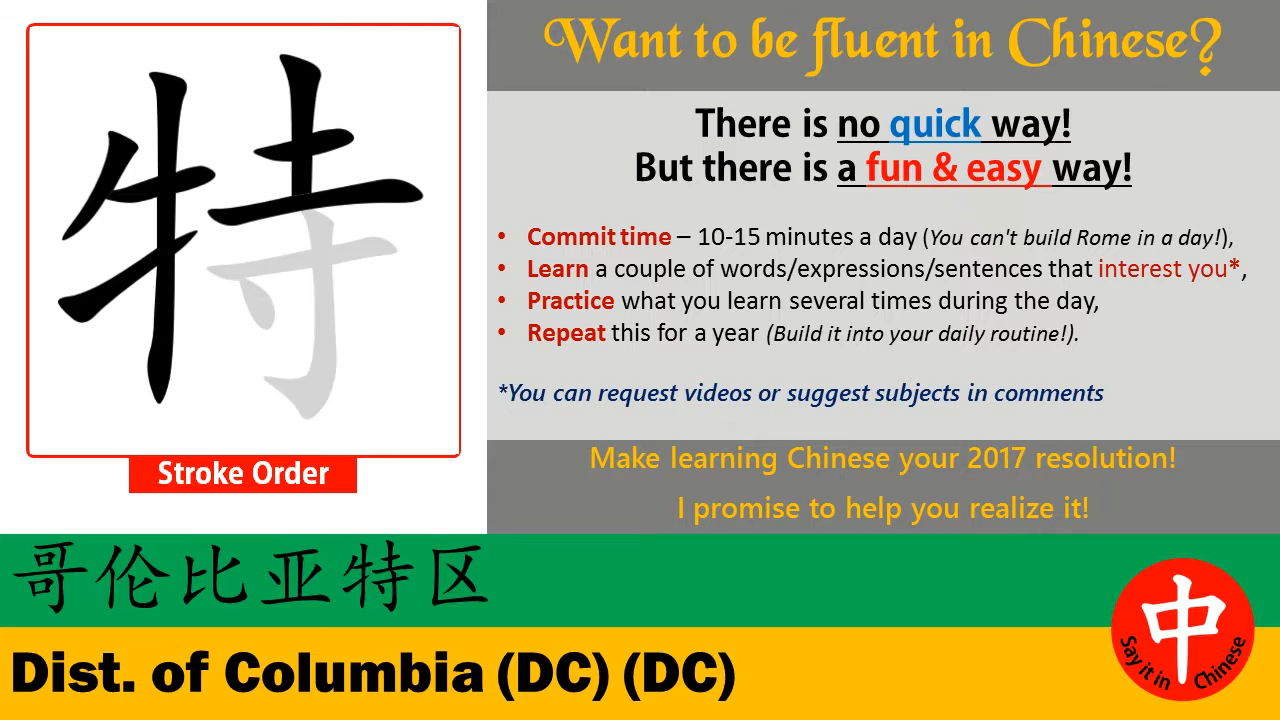 特
Stroke Order
Want to be fluent in Chinese?
There is no quick way!
But there is a fun & easy way!
• Commit time – 10-15 minutes a day (You can't build Rome in a day!),
• Learn a couple of words/expressions/sentences that interest you*,
• Practice what you learn several times during the day,
• Repeat this for a year (Build it into your daily routine!).
*You can request videos or suggest subjects in comments
Make learning Chinese your 2017 resolution!
I promise to help you realize it!
哥伦比亚特区
Dist. of Columbia (DC) (DC)
中
Say it in Chinese